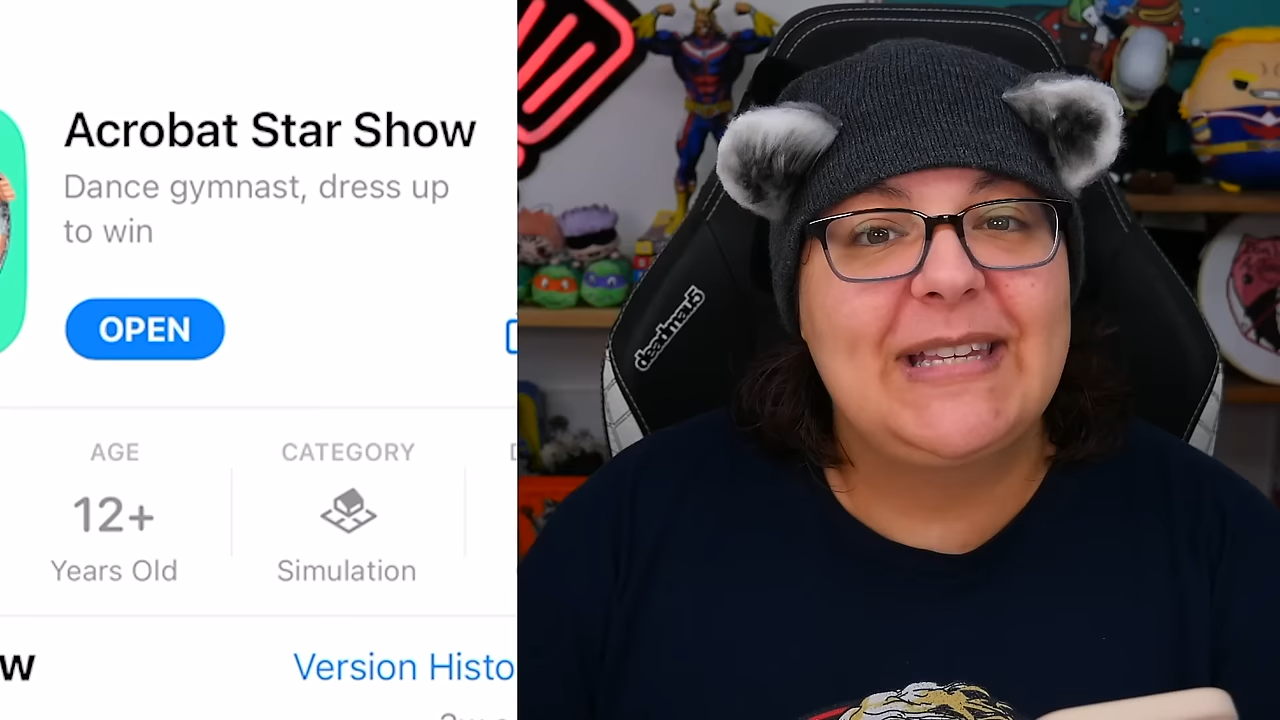 Acrobat Star Show
Dance gymnast, dress up
to win
OPEN
AGE
CATEGORY
12+
Years Old
Simulation
w
Version Histo
deadmau5